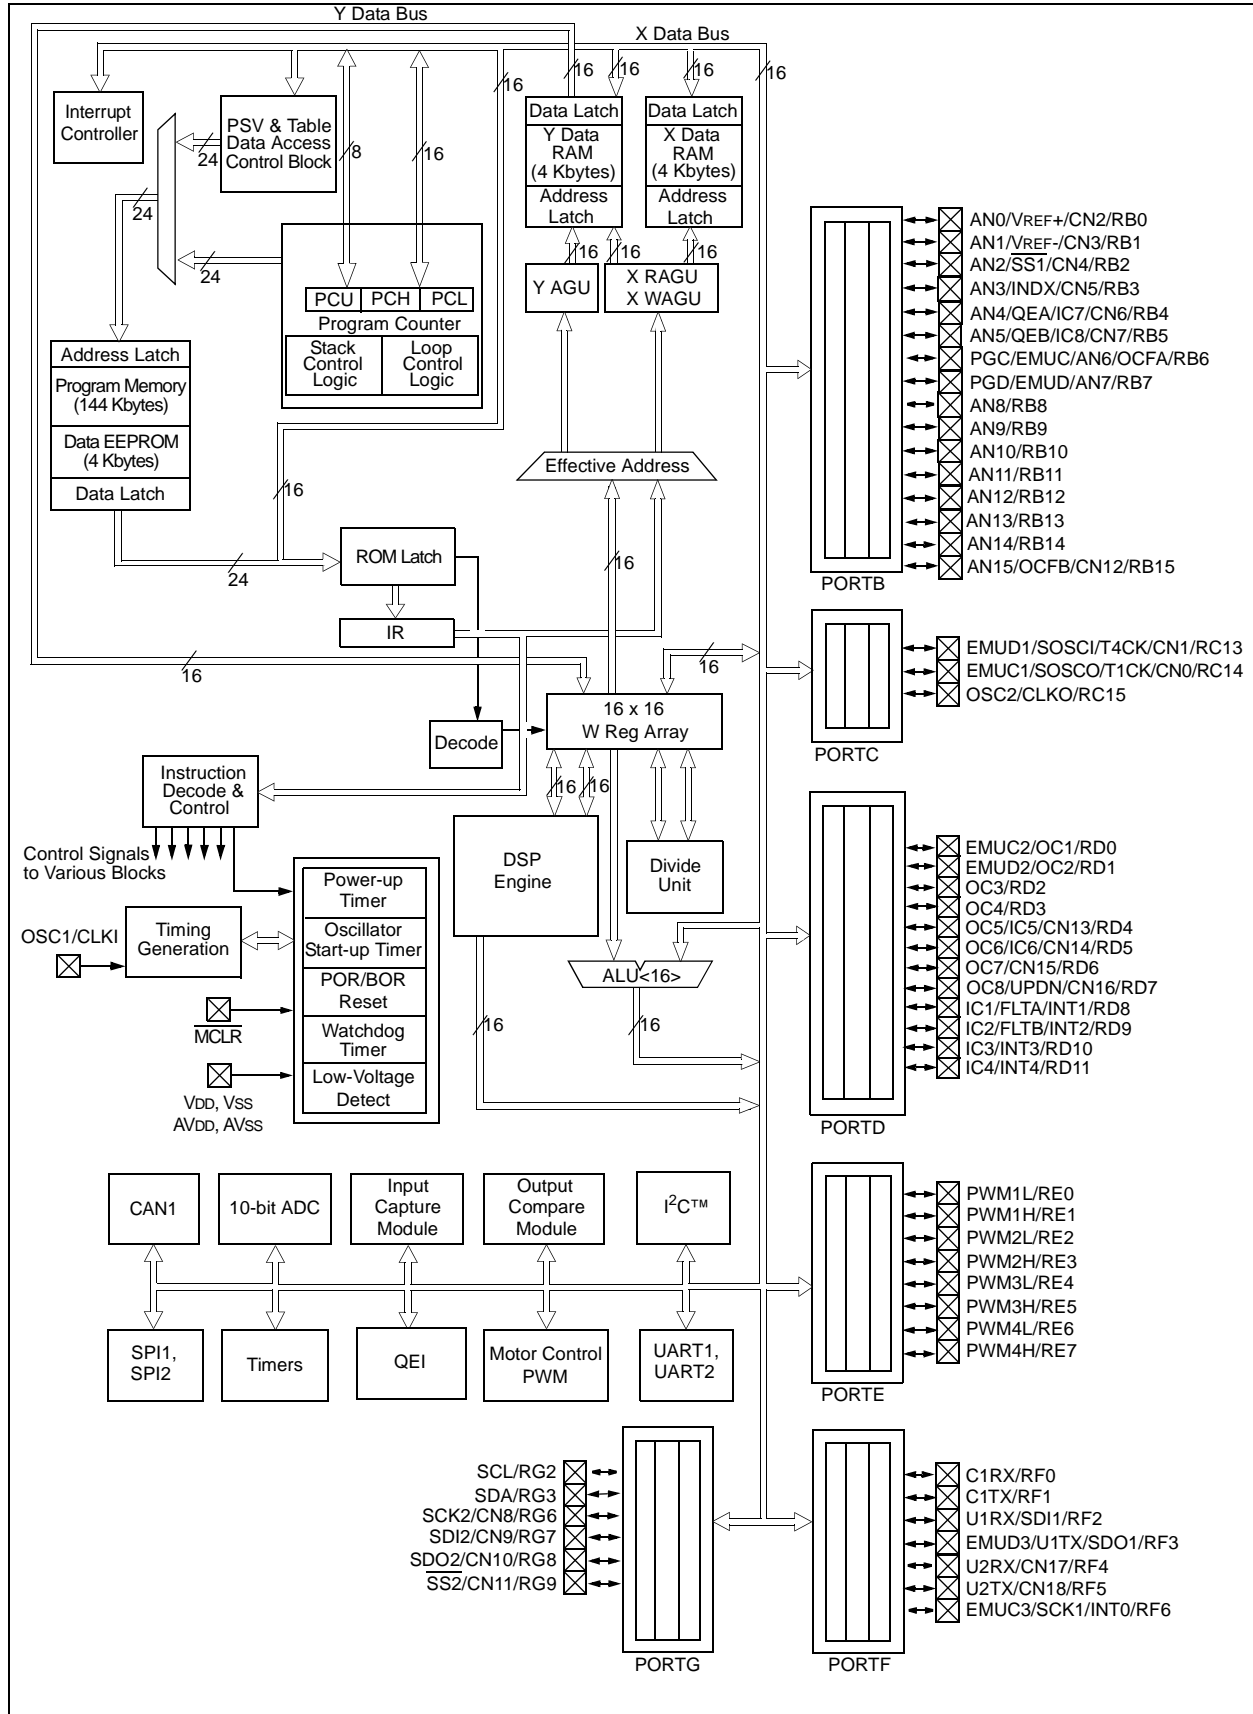 Y Data Bus
X Data Bus
16
16
16
16
16
Interrupt
Controller
PSV & Table
Data Access
Control Block
24
8
16
Data Latch
Y Data
RAM
(4 Kbytes)
Address
Latch
Data Latch
X Data
RAM
(4 Kbytes)
Address
Latch
24
24
16
16
16
Y AGU
X RAGU
X WAGU
PCU
PCH
PCL
Program Counter
Stack
Control
Logic
Loop
Control
Logic
Address Latch
Program Memory
(144 Kbytes)
Data EEPROM
(4 Kbytes)
Data Latch
Effective Address
16
24
ROM Latch
16
IR
16
16
16 x 16
W Reg Array
Decode
Instruction
Decode &
Control
16
16
Control Signals
to Various Blocks
DSP
Engine
Divide
Unit
Power-up
Timer
Oscillator
Start-up Timer
POR/BOR
Reset
Watchdog
Timer
Low-Voltage
Detect
OSC1/CLKI
Timing
Generation
MCLR
VDD, VSS
AVDD, AVSS
ALU<16>
16
16
CAN1
10-bit ADC
Input
Capture
Module
Output
Compare
Module
I2C™
SPI1,
SPI2
Timers
QEI
Motor Control
PWM
UART1,
UART2
AN0/VREF+/CN2/RB0
AN1/VREF-/CN3/RB1
AN2/SS1/CN4/RB2
AN3/INDX/CN5/RB3
AN4/QEA/IC7/CN6/RB4
AN5/QEB/IC8/CN7/RB5
PGC/EMUC/AN6/OCFA/RB6
PGD/EMUD/AN7/RB7
AN8/RB8
AN9/RB9
AN10/RB10
AN11/RB11
AN12/RB12
AN13/RB13
AN14/RB14
AN15/OCFB/CN12/RB15
PORTB
EMUD1/SOSCI/T4CK/CN1/RC13
EMUC1/SOSCO/T1CK/CN0/RC14
OSC2/CLKO/RC15
PORTC
EMUC2/OC1/RD0
EMUD2/OC2/RD1
OC3/RD2
OC4/RD3
OC5/IC5/CN13/RD4
OC6/IC6/CN14/RD5
OC7/CN15/RD6
OC8/UPDN/CN16/RD7
IC1/FLTA/INT1/RD8
IC2/FLTB/INT2/RD9
IC3/INT3/RD10
IC4/INT4/RD11
PORTD
PWM1L/RE0
PWM1H/RE1
PWM2L/RE2
PWM2H/RE3
PWM3L/RE4
PWM3H/RE5
PWM4L/RE6
PWM4H/RE7
PORTE
SCL/RG2
SDA/RG3
SCK2/CN8/RG6
SDI2/CN9/RG7
SDO2/CN10/RG8
SS2/CN11/RG9
PORTG
C1RX/RF0
C1TX/RF1
U1RX/SDI1/RF2
EMUD3/U1TX/SDO1/RF3
U2RX/CN17/RF4
U2TX/CN18/RF5
EMUC3/SCK1/INT0/RF6
PORTF